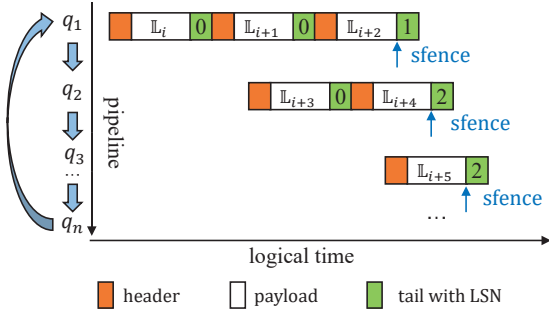 q₁ 𝕃ᵢ 0 𝕃ᵢ₊₁ 0 𝕃ᵢ₊₂ 1
sfence
q₂ 𝕃ᵢ₊₃ 0 𝕃ᵢ₊₄ 2
sfence
pipeline
q₃ 𝕃ᵢ₊₅ 2
...
sfence
qₙ ...
logical time
header payload tail with LSN